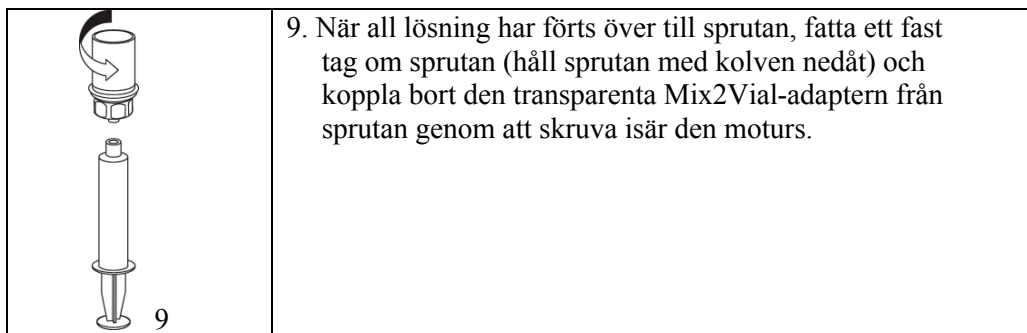 9. När all lösning har förts över till sprutan, fatta ett fast
tag om sprutan (håll sprutan med kolven nedåt) och
koppla bort den transparenta Mix2Vial-adaptern från
sprutan genom att skruva isär den moturs.
9